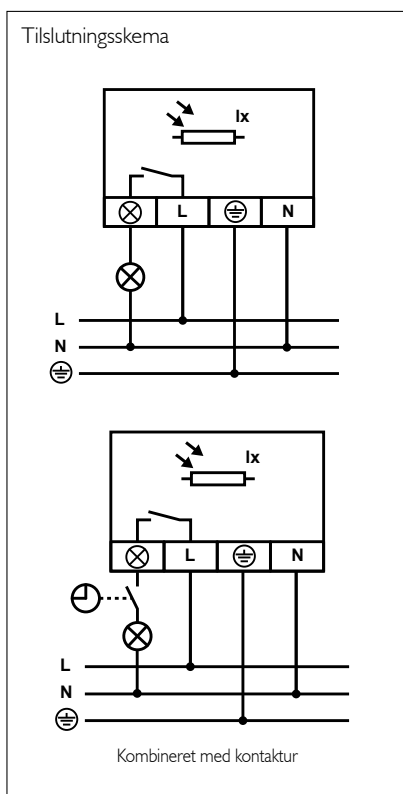 Tilslutningsskema
lx
L N
L
N
lx
L N
L
N
Kombineret med kontaktur